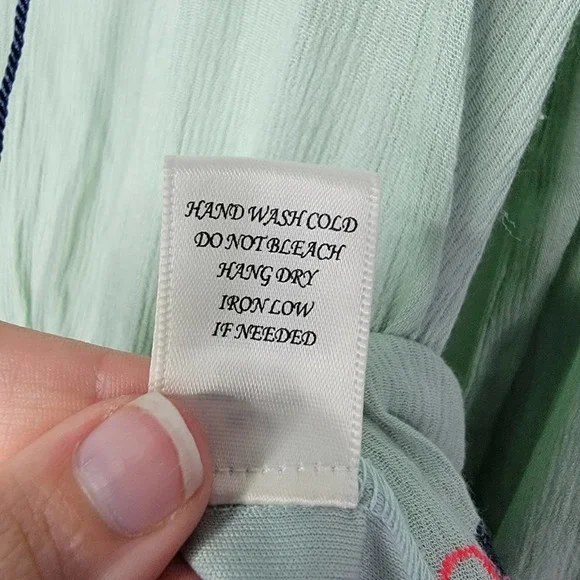 HAND WASH COLD
DO NOT BLEACH
HANG DRY
IRON LOW
IF NEEDED